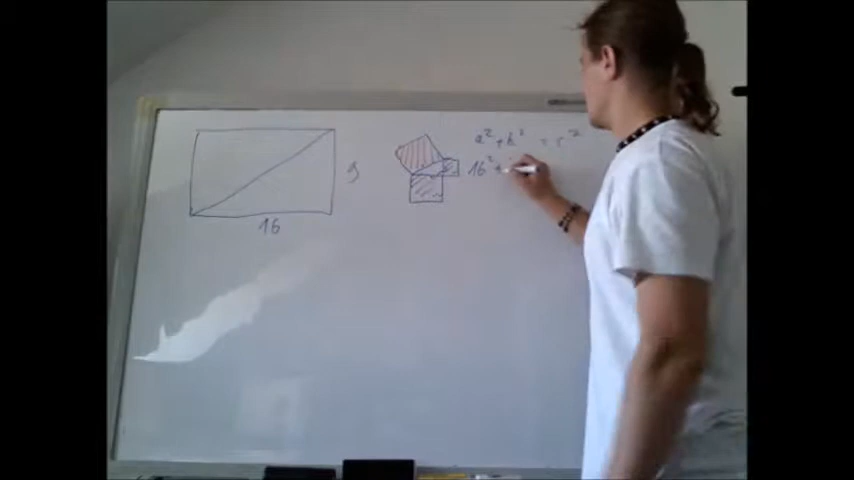 a² + b² = c²
16² +
9
16